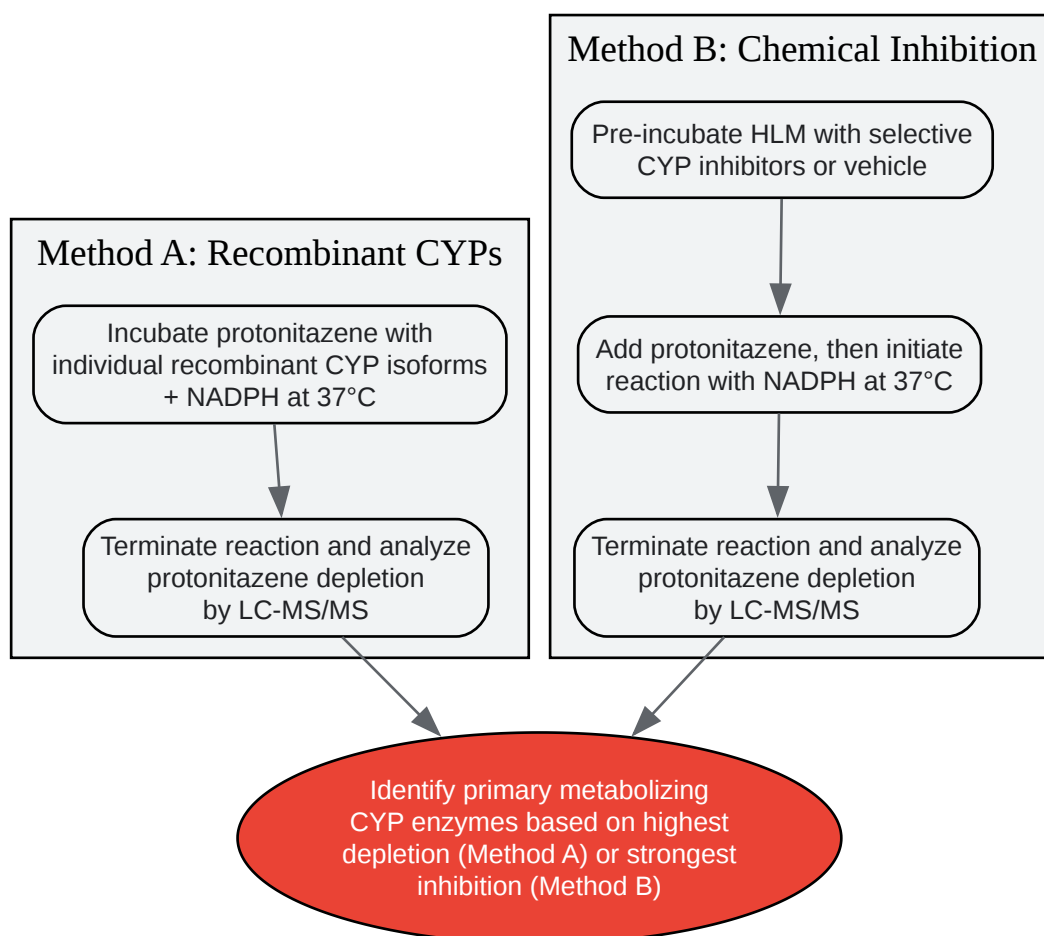 Method A: Recombinant CYPs
Incubate protonitazene with
individual recombinant CYP isoforms
+ NADPH at 37°C
Terminate reaction and analyze
protonitazene depletion
by LC-MS/MS
Method B: Chemical Inhibition
Pre-incubate HLM with selective
CYP inhibitors or vehicle
Add protonitazene, then initiate
reaction with NADPH at 37°C
Terminate reaction and analyze
protonitazene depletion
by LC-MS/MS
Identify primary metabolizing
CYP enzymes based on highest
depletion (Method A) or strongest
inhibition (Method B)